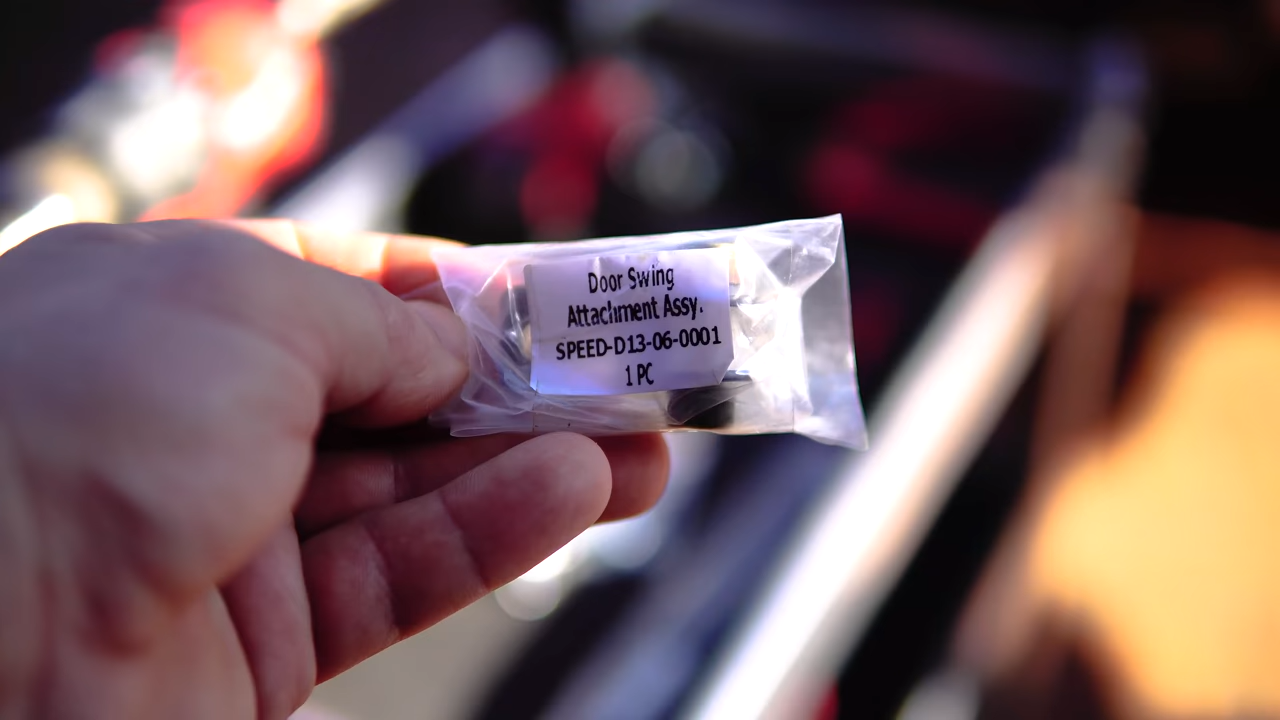 Door Swing
Attachment Assy.
SPEED-D13-06-0001
1 PC